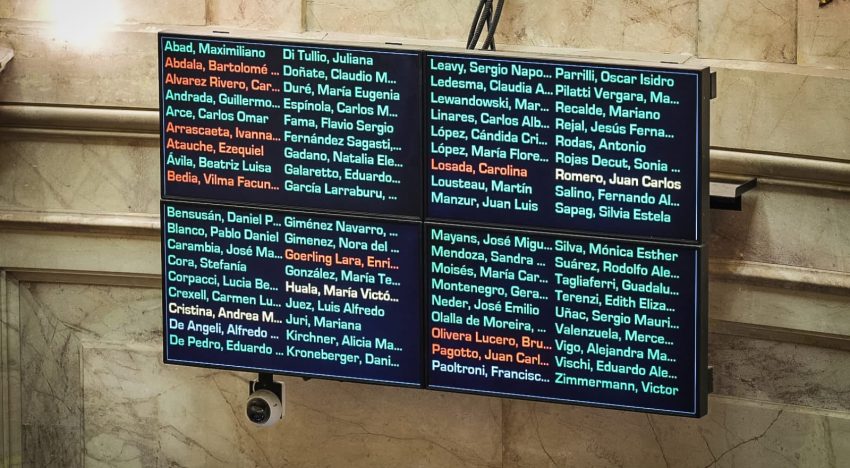 Abad, Maximiliano
Abdala, Bartolomé ...
Alvarez Rivero, Car...
Andrada, Guillermo...
Arce, Carlos Omar
Arrascaeta, Ivanna...
Atauche, Ezequiel
Ávila, Beatriz Luisa
Bedia, Vilma Facun...
Di Tullio, Juliana
Doñate, Claudio M...
Duré, María Eugenia
Espínola, Carlos M...
Fama, Flavio Sergio
Fernández Sagasti,...
Gadano, Natalia Ele...
Galaretto, Eduardo...
García Larraburu, ...
Leavy, Sergio Napo...
Ledesma, Claudia A...
Lewandowski, Mar...
Linares, Carlos Alb...
López, Cándida Cri...
López, María Flore...
Losada, Carolina
Lousteau, Martín
Manzur, Juan Luis
Parrilli, Oscar Isidro
Pilatti Vergara, Ma...
Recalde, Mariano
Rejal, Jesús Ferna...
Rodas, Antonio
Rojas Decut, Sonia ...
Romero, Juan Carlos
Salino, Fernando Al...
Sapag, Silvia Estela
Bensusán, Daniel P...
Blanco, Pablo Daniel
Carambia, José Ma...
Cora, Stefanía
Corpacci, Lucia Be...
Crexell, Carmen Lu...
Cristina, Andrea M...
De Angeli, Alfredo ...
De Pedro, Eduardo ...
Giménez Navarro, ...
Gimenez, Nora del ...
Goerling Lara, Enri...
González, María Te...
Huala, María Victó...
Juez, Luis Alfredo
Juri, Mariana
Kirchner, Alicia Ma...
Kroneberger, Dani...
Mayans, José Migu...
Mendoza, Sandra ...
Moisés, María Car...
Montenegro, Gera...
Neder, José Emilio
Olalla de Moreira, ...
Olivera Lucero, Bru...
Pagotto, Juan Carl...
Paoltroni, Francisc...
Silva, Mónica Esther
Suárez, Rodolfo Ale...
Tagliaferri, Guadalu...
Terenzi, Edith Eliza...
Uñac, Sergio Mauri...
Valenzuela, Merce...
Vigo, Alejandra Ma...
Vischi, Eduardo Ale...
Zimmermann, Victor